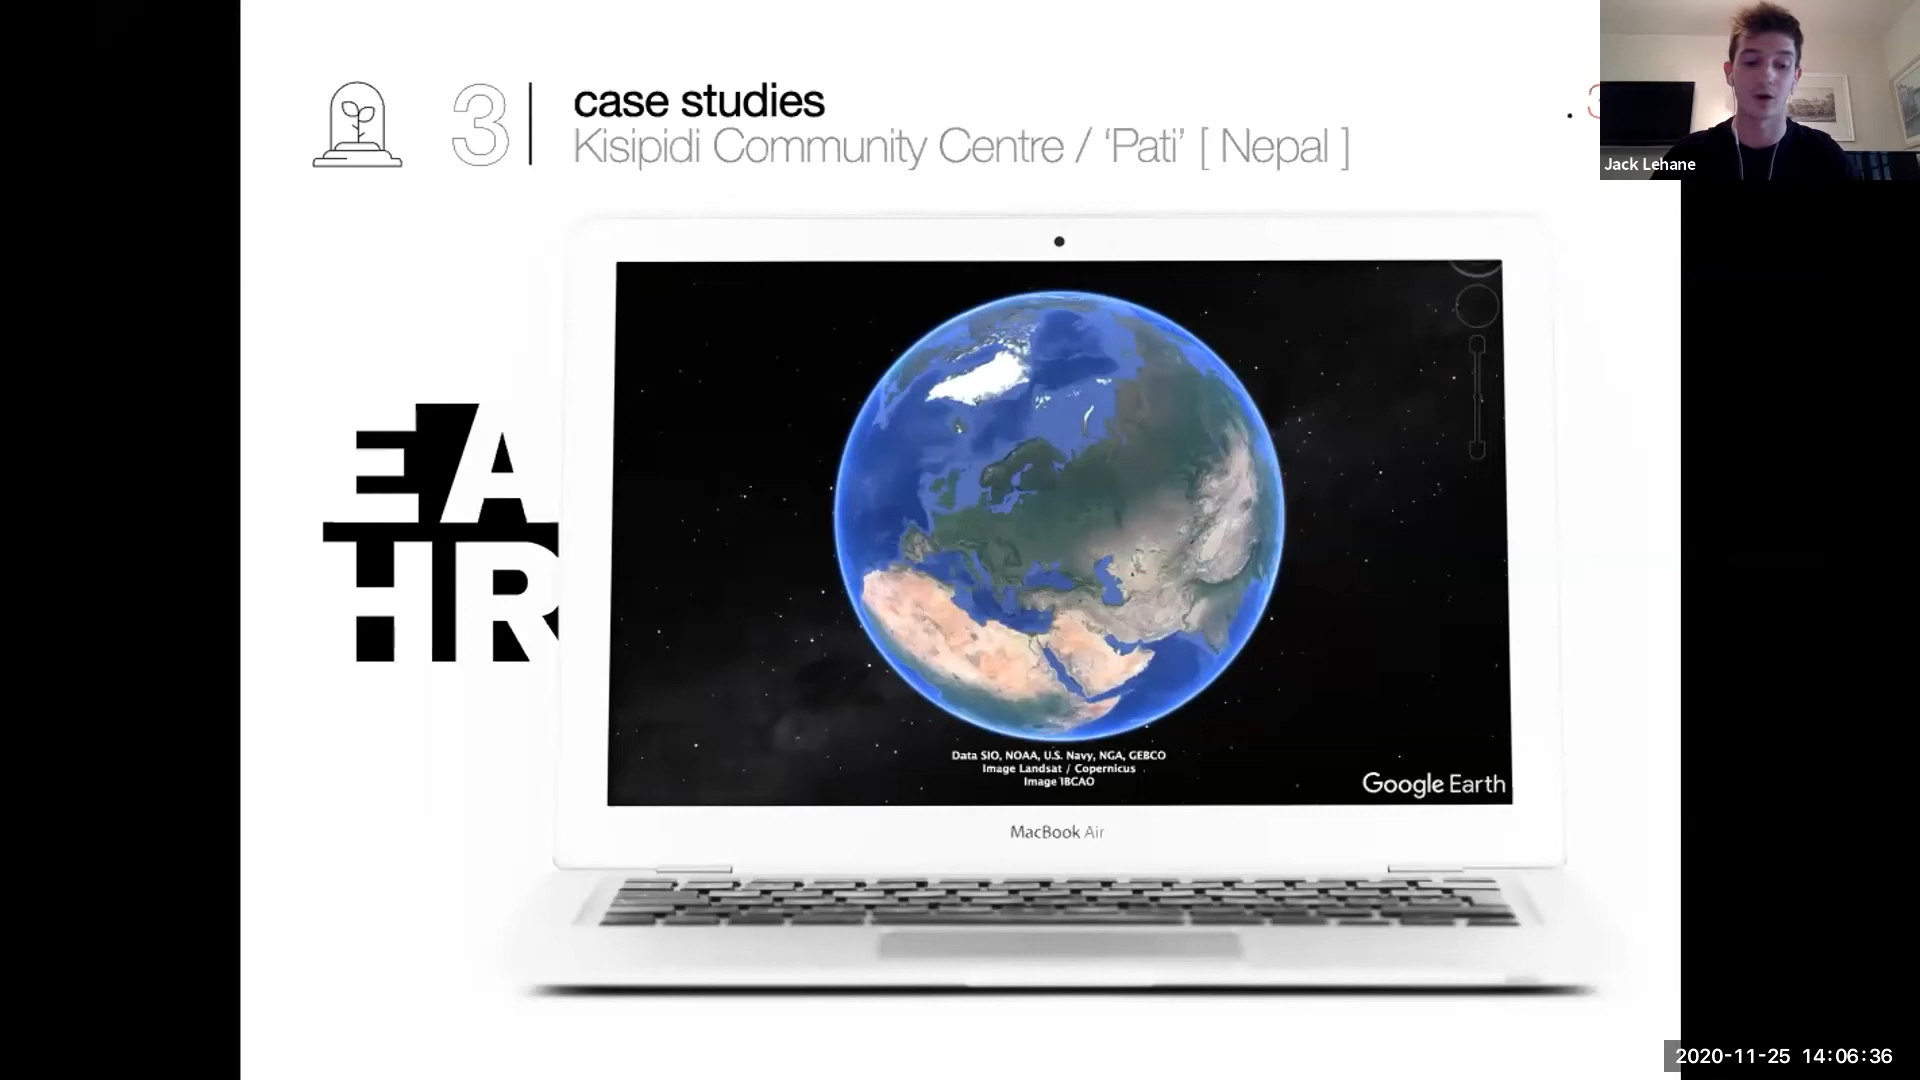 3
case studies
Kisipidi Community Centre / ‘Pati’ [ Nepal ]
Jack Lehane
EA
HR
Data SIO, NOAA, U.S. Navy, NGA, GEBCO
Image Landsat / Copernicus
Image IBCAO
Google Earth
MacBook Air
2020-11-25 14:06:36